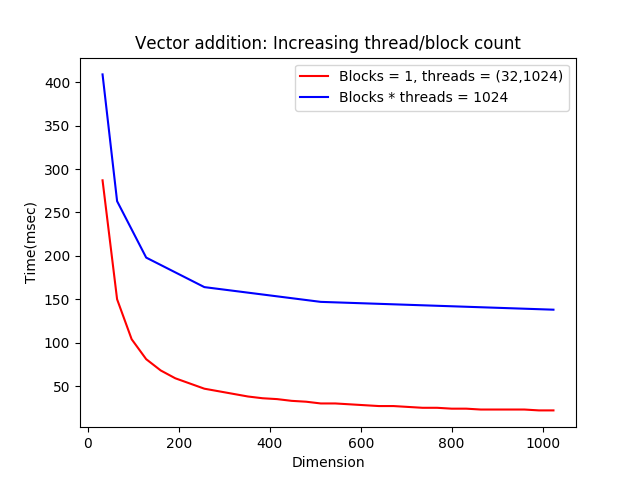 Vector addition: Increasing thread/block count
Blocks = 1, threads = (32,1024)
Blocks * threads = 1024
Time(msec)
400
350
300
250
200
150
100
50
0 200 400 600 800 1000
Dimension